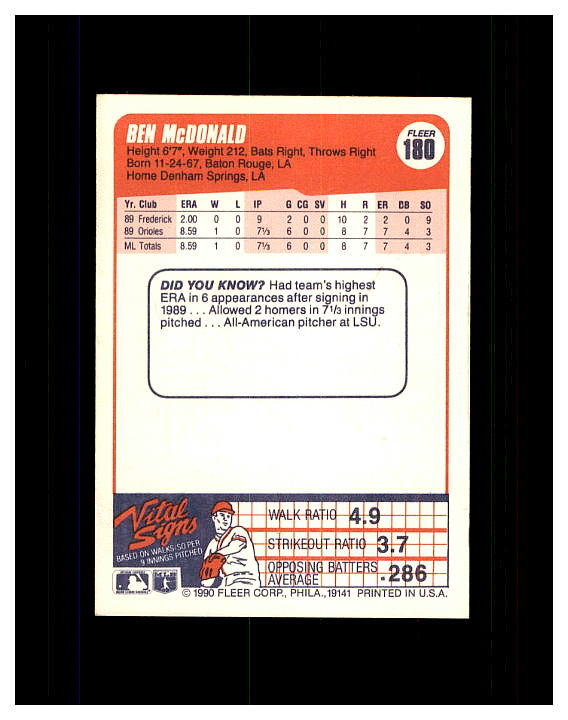 BEN McDONALD
Height 6'7", Weight 212, Bats Right, Throws Right
Born 11-24-67, Baton Rouge, LA
Home Denham Springs, LA
FLEER
180
Yr. Club ERA W L IP G CG SV H R ER BB SO
89 Frederick 2.00 0 0 9 2 0 0 10 2 2 0 9
89 Orioles 8.59 1 0 7⅓ 6 0 0 8 7 7 4 3
ML Totals 8.59 1 0 7⅓ 6 0 0 8 7 7 4 3
DID YOU KNOW? Had team's highest
ERA in 6 appearances after signing in
1989 . . . Allowed 2 homers in 7⅓ innings
pitched . . . All-American pitcher at LSU.
Vital
Signs
BASED ON WALKS-SO PER
9 INNINGS PITCHED
WALK RATIO 4.9
STRIKEOUT RATIO 3.7
OPPOSING BATTERS
AVERAGE .286
© 1990 FLEER CORP., PHILA., 19141 PRINTED IN U.S.A.